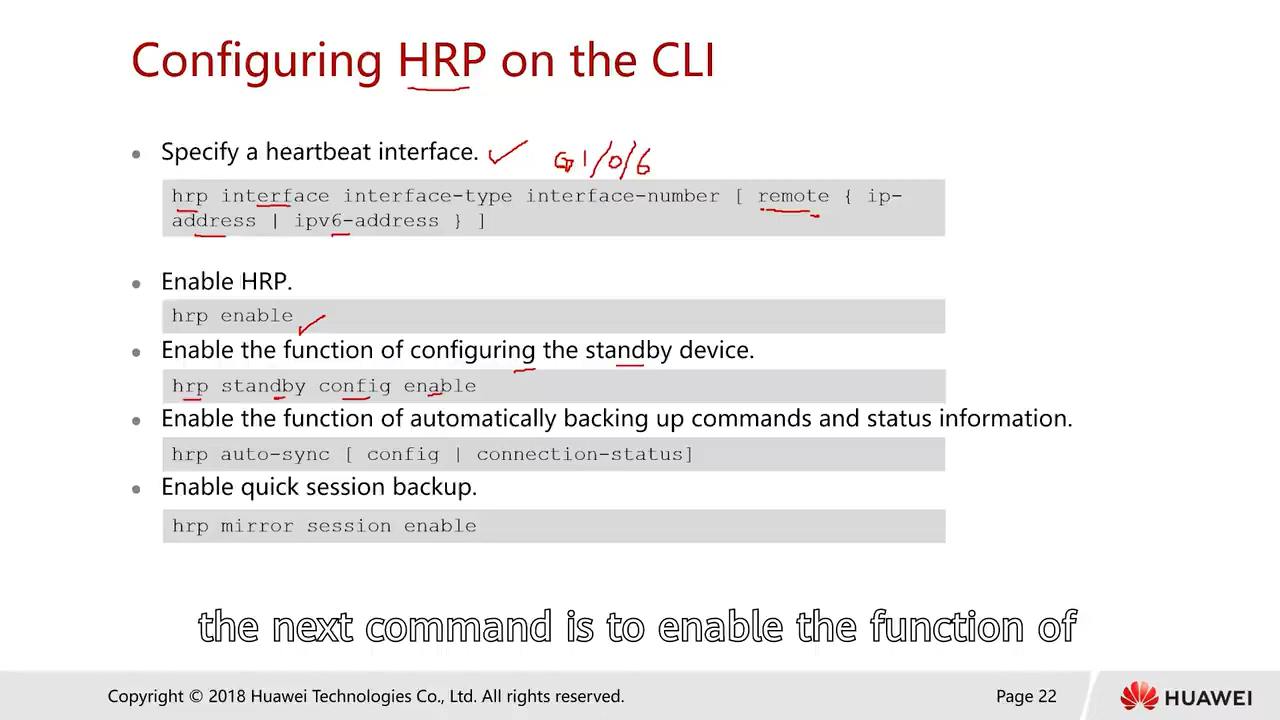 Configuring HRP on the CLI
Specify a heartbeat interface. G1/0/6
hrp interface interface-type interface-number [ remote { ip-
address | ipv6-address } ]
Enable HRP.
hrp enable
Enable the function of configuring the standby device.
hrp standby config enable
Enable the function of automatically backing up commands and status information.
hrp auto-sync [ config | connection-status]
Enable quick session backup.
hrp mirror session enable
the next command is to enable the function of
Copyright © 2018 Huawei Technologies Co., Ltd. All rights reserved. Page 22 HUAWEI